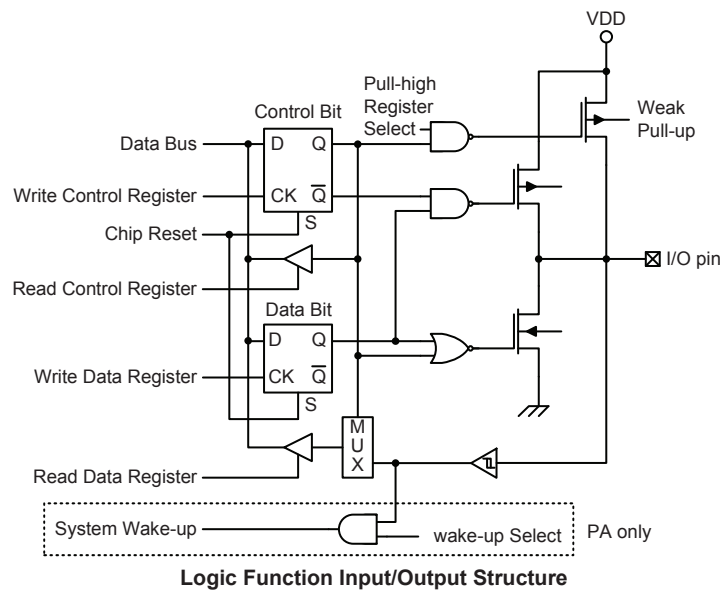 VDD
Pull-high
Register
Select
Weak
Pull-up
Control Bit
Data Bus
D
Q
Write Control Register
CK
Q
S
Chip Reset
I/O pin
Read Control Register
Data Bit
D
Q
Write Data Register
CK
Q
S
M
U
X
Read Data Register
System Wake-up
wake-up Select
PA only
Logic Function Input/Output Structure